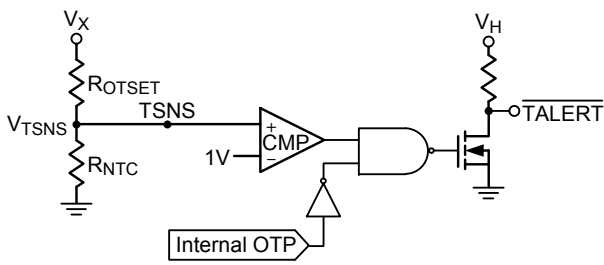 VX
VH
ROTSET
VTSNS
TSNS
TALERT
+
CMP
1V
−
RNTC
Internal OTP